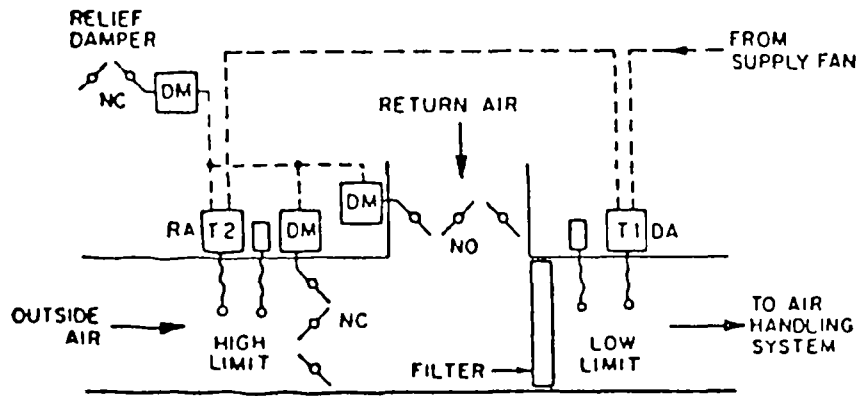 RELIEF
DAMPER
NC
DM
FROM
SUPPLY FAN
RETURN AIR
DM
RA
T2
DM
NO
T1
DA
OUTSIDE
AIR
HIGH
LIMIT
NC
FILTER
LOW
LIMIT
TO AIR
HANDLING
SYSTEM